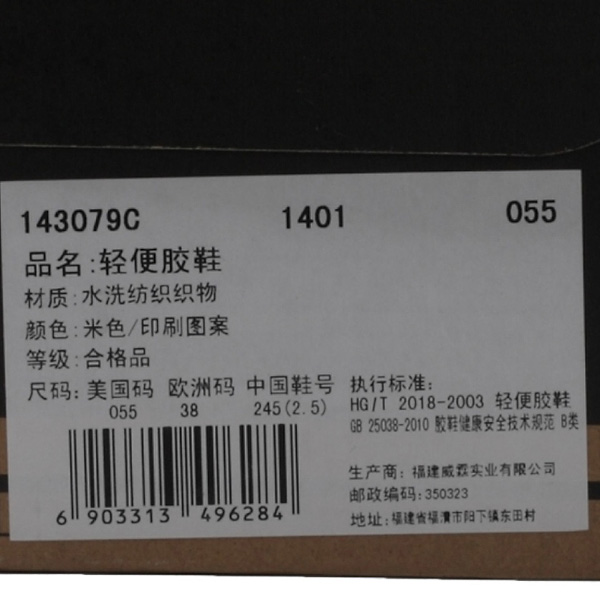 143079C 1401 055
品名:轻便胶鞋
材质:水洗纺织织物
颜色:米色/印刷图案
等级:合格品
尺码:美国码 欧洲码 中国鞋号
055 38 245(2.5)
6 903313 496284
执行标准:
HG/T 2018-2003 轻便胶鞋
GB 25038-2010 胶鞋健康安全技术规范 B类
生产商: 福建威霖实业有限公司
邮政编码:350323
地址:福建省福清市阳下镇东田村